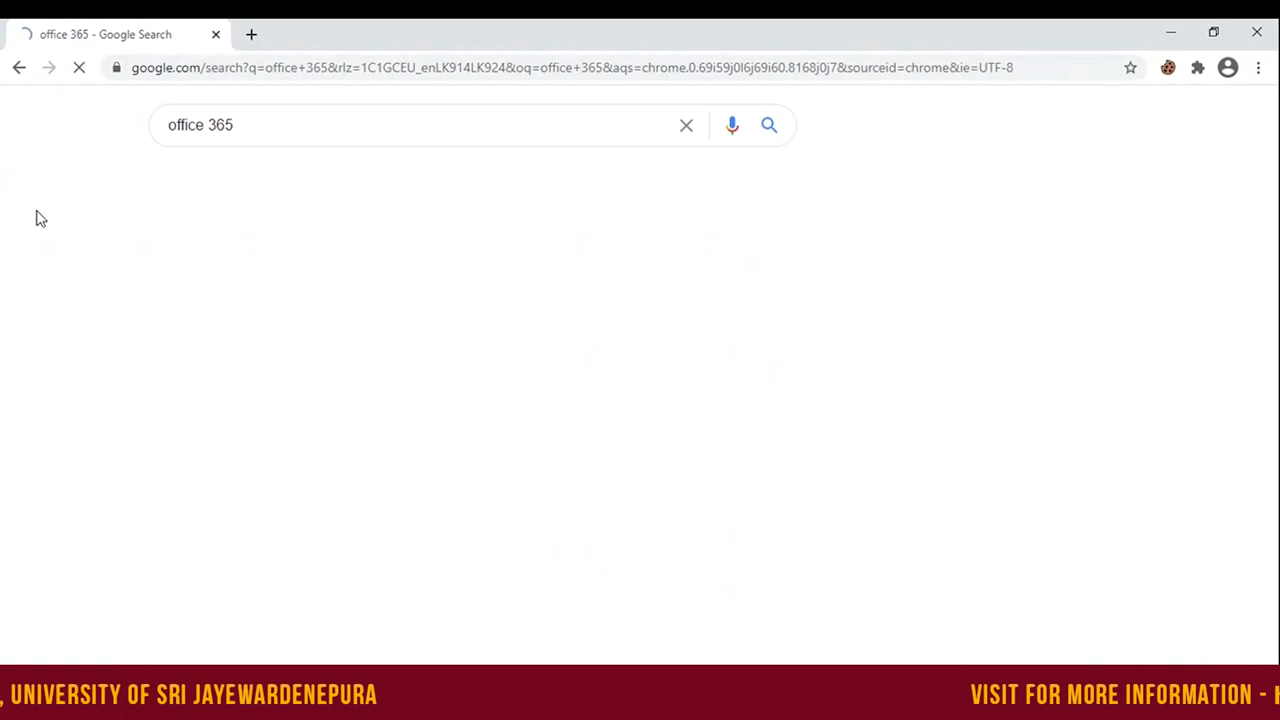 office 365 - Google Search
google.com/search?q=office+365&rlz=1C1GCEU_enLK914LK924&oq=office+365&aqs=chrome.0.69i59j0l6j69i60.8168j0j7&sourceid=chrome&ie=UTF-8
office 365
, UNIVERSITY OF SRI JAYEWARDENEPURA
VISIT FOR MORE INFORMATION - H